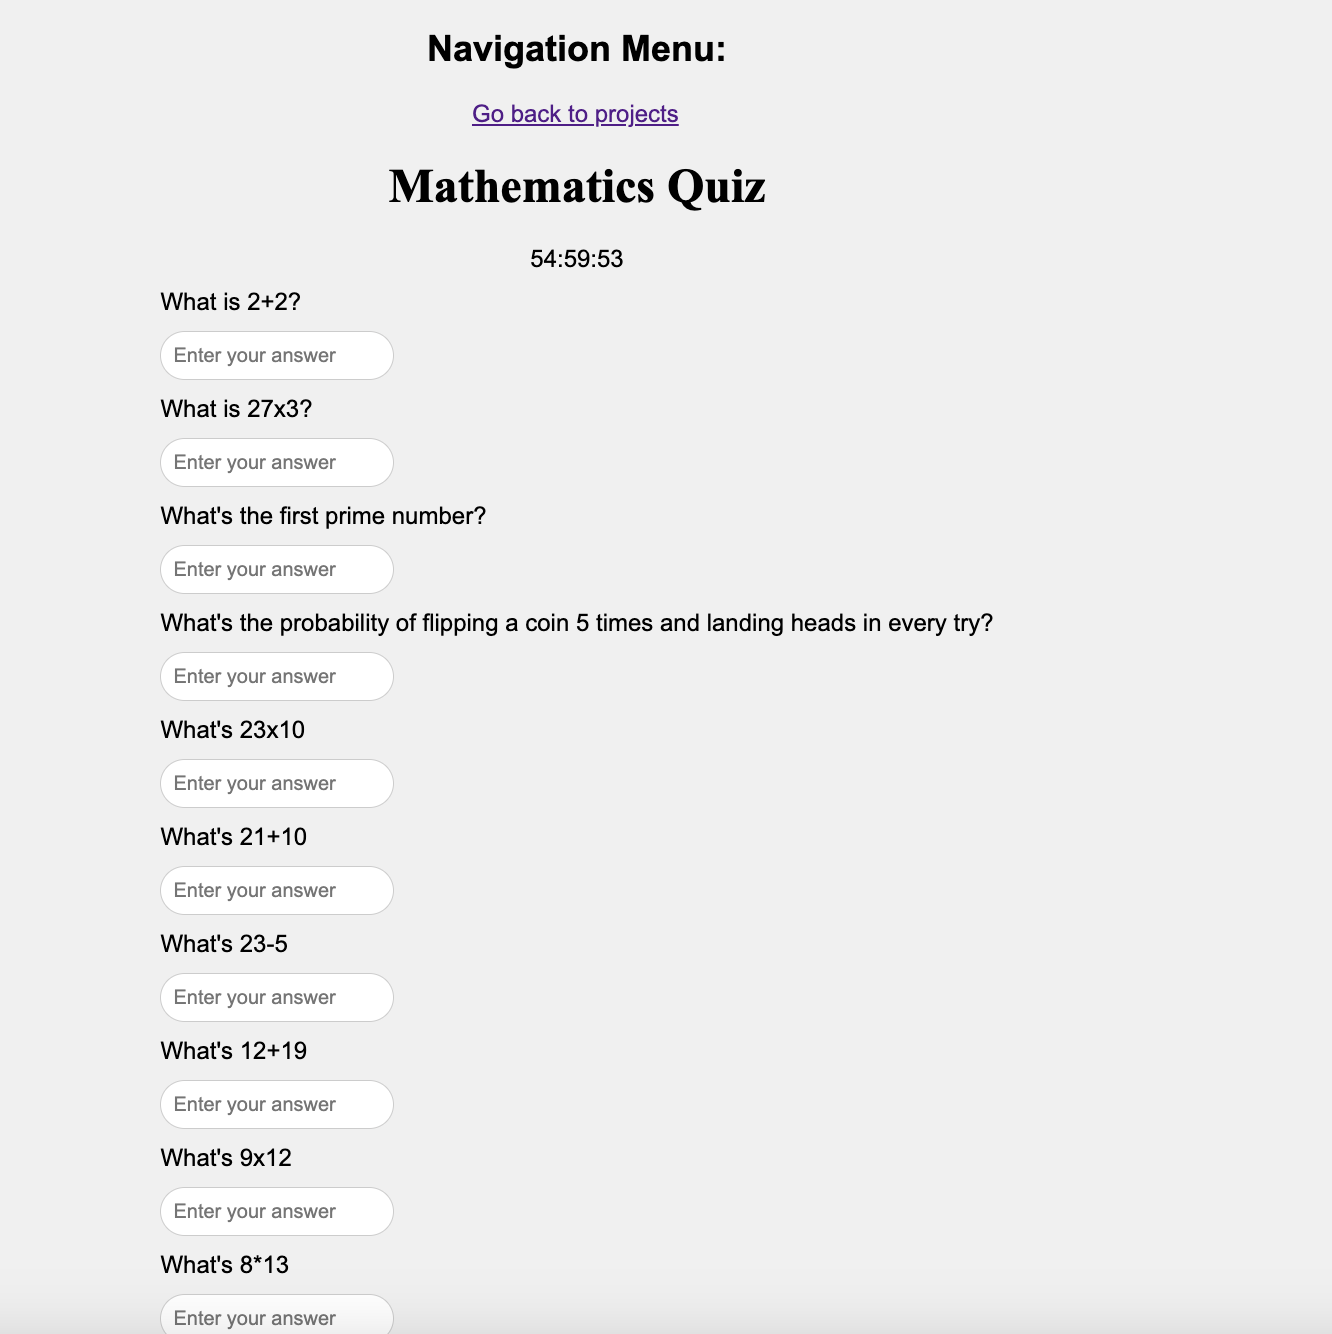 Navigation Menu:
Go back to projects
Mathematics Quiz
54:59:53
What is 2+2?
Enter your answer
What is 27x3?
Enter your answer
What's the first prime number?
Enter your answer
What's the probability of flipping a coin 5 times and landing heads in every try?
Enter your answer
What's 23x10
Enter your answer
What's 21+10
Enter your answer
What's 23-5
Enter your answer
What's 12+19
Enter your answer
What's 9x12
Enter your answer
What's 8*13
Enter your answer